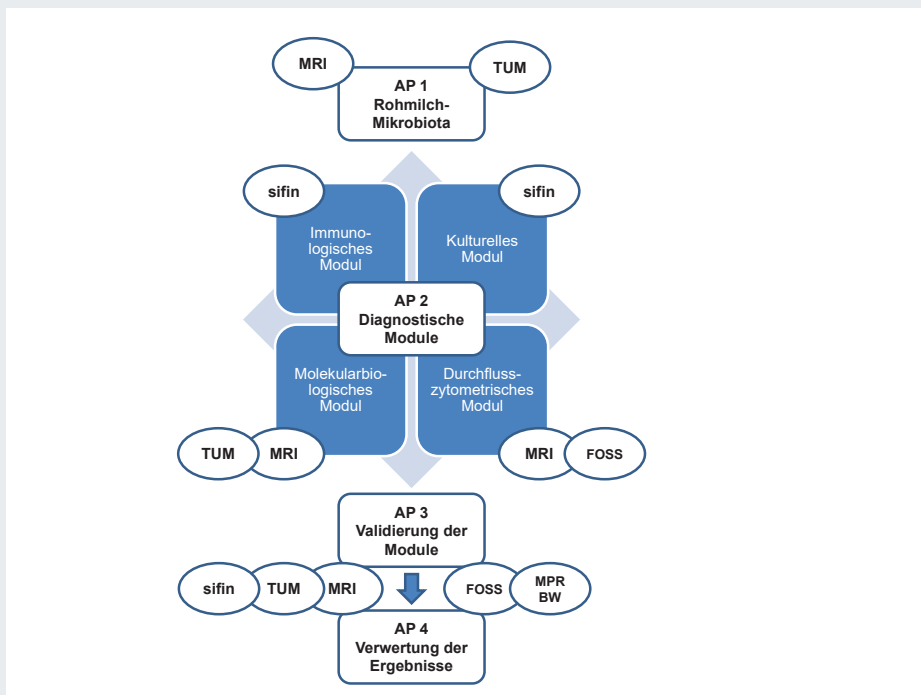 MRI
TUM
AP 1
Rohmilch-
Mikrobiota
sifin
sifin
Immuno-
logisches
Modul
Kulturelles
Modul
AP 2
Diagnostische
Module
Molekularbio-
logisches
Modul
Durchfluss-
zytometrisches
Modul
TUM
MRI
MRI
FOSS
AP 3
Validierung der
Module
sifin
TUM
MRI
FOSS
MPR
BW
AP 4
Verwertung der
Ergebnisse